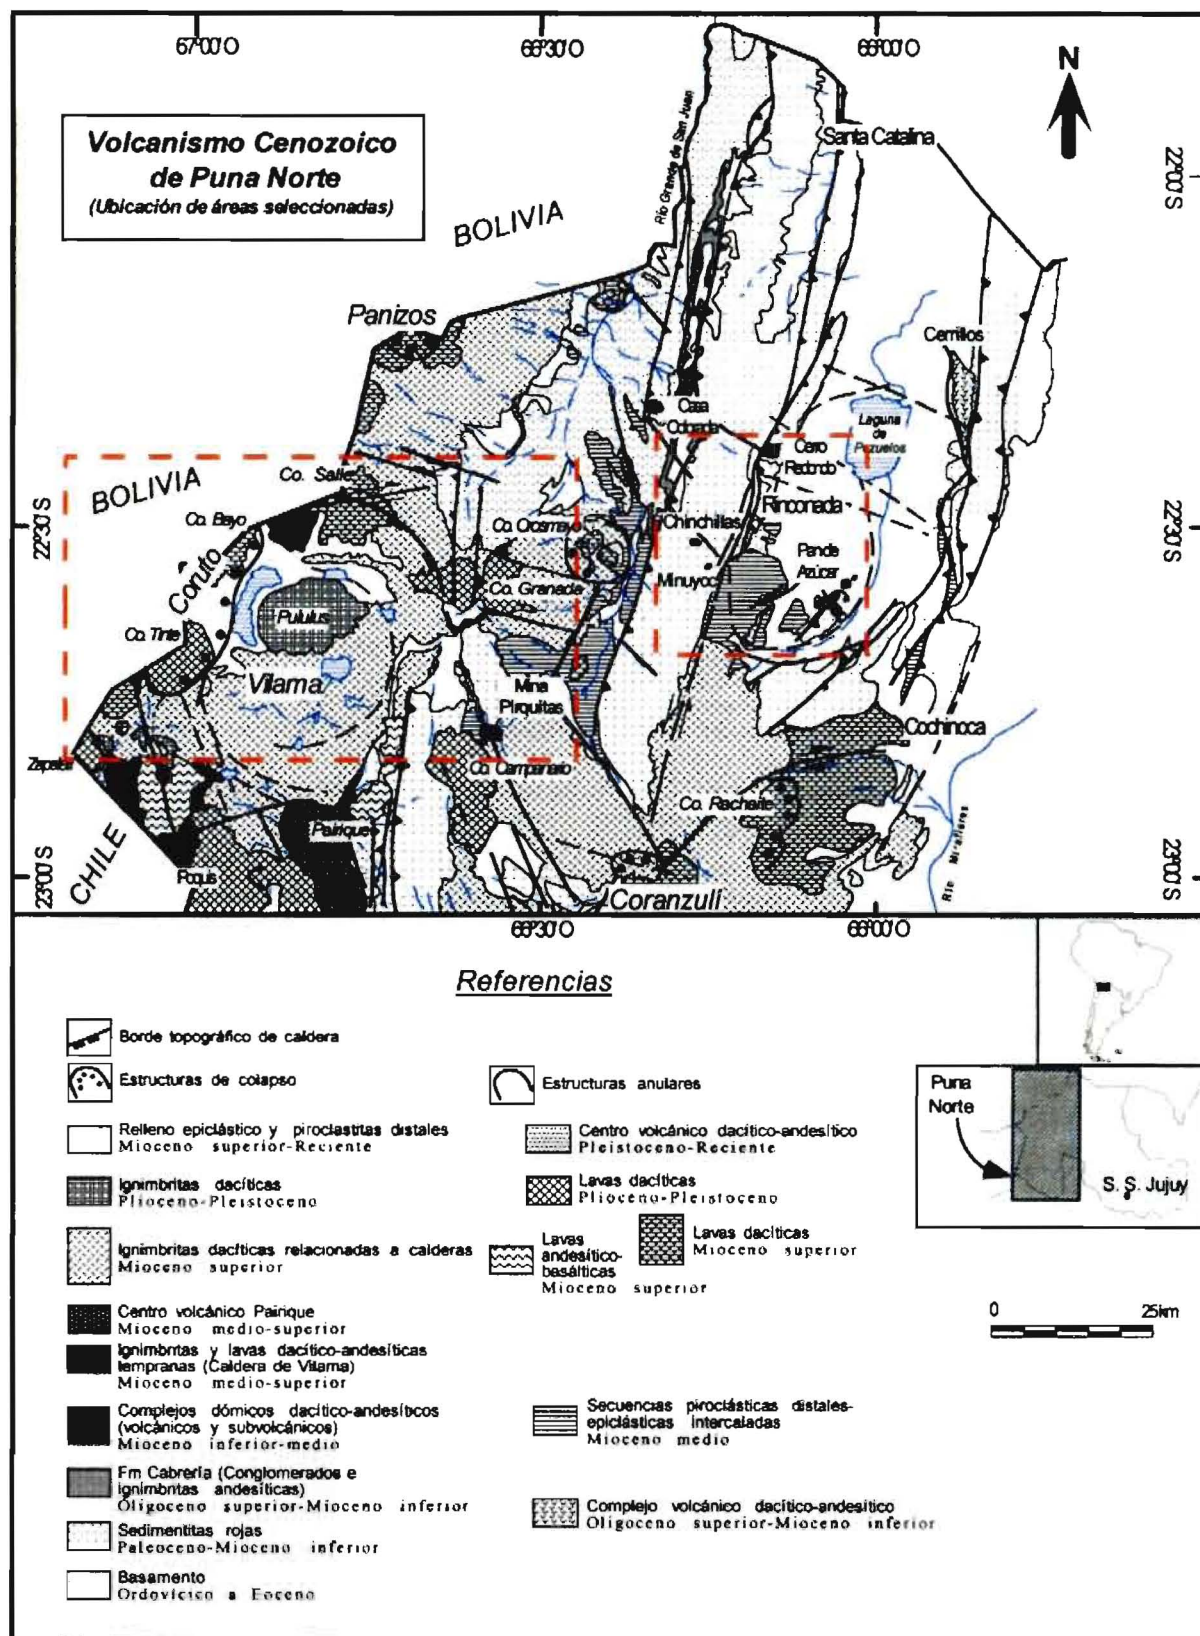 67°00'O
66°30'O
66°00'O
N
Volcanismo Cenozoico
de Puna Norte
(Ubicación de áreas seleccionadas)
BOLIVIA
Río Grande de San Juan
Santa Catalina
22°00'S
Panizos
Cerrillos
Casa
Colorada
Laguna
de
Pozuelos
Cerro
Redondo
BOLIVIA
Co. Salle
Rinconada
22°30'S
Co. Bayo
Co. Orosmayo
Chinchillas
22°30'S
Coruto
Pan de
Azúcar
Minuyoc
Co. Granada
Pululus
Co. Tinte
Vilama
Mina
Pirquitas
Cochinoca
Zapaleri
Co. Campanario
Co. Rachaite
Pairique
CHILE
Río Miraflores
Poquis
23°00'S
23°00'S
Coranzulí
66°30'O
66°00'O
Referencias
Borde topográfico de caldera
Estructuras de colapso
Estructuras anulares
Relleno epiclástico y piroclastitas distales
Mioceno superior-Reciente
Centro volcánico dacítico-andesítico
Pleistoceno-Reciente
Puna
Norte
Ignimbritas dacíticas
Plioceno-Pleistoceno
Lavas dacíticas
Plioceno-Pleistoceno
S. S. Jujuy
Ignimbritas dacíticas relacionadas a calderas
Mioceno superior
Lavas
andesítico-
basálticas
Mioceno superior
Lavas dacíticas
Mioceno superior
Centro volcánico Pairique
Mioceno medio-superior
0 25km
Ignimbritas y lavas dacítico-andesíticas
tempranas (Caldera de Vilama)
Mioceno medio-superior
Complejos dómicos dacítico-andesíticos
(volcánicos y subvolcánicos)
Mioceno inferior-medio
Secuencias piroclásticas distales-
epiclásticas intercaladas
Mioceno medio
Fm Cabrería (Conglomerados e
ignimbritas andesíticas)
Oligoceno superior-Mioceno inferior
Complejo volcánico dacítico-andesítico
Oligoceno superior-Mioceno inferior
Sedimentitas rojas
Paleoceno-Mioceno inferior
Basamento
Ordovícico a Eoceno